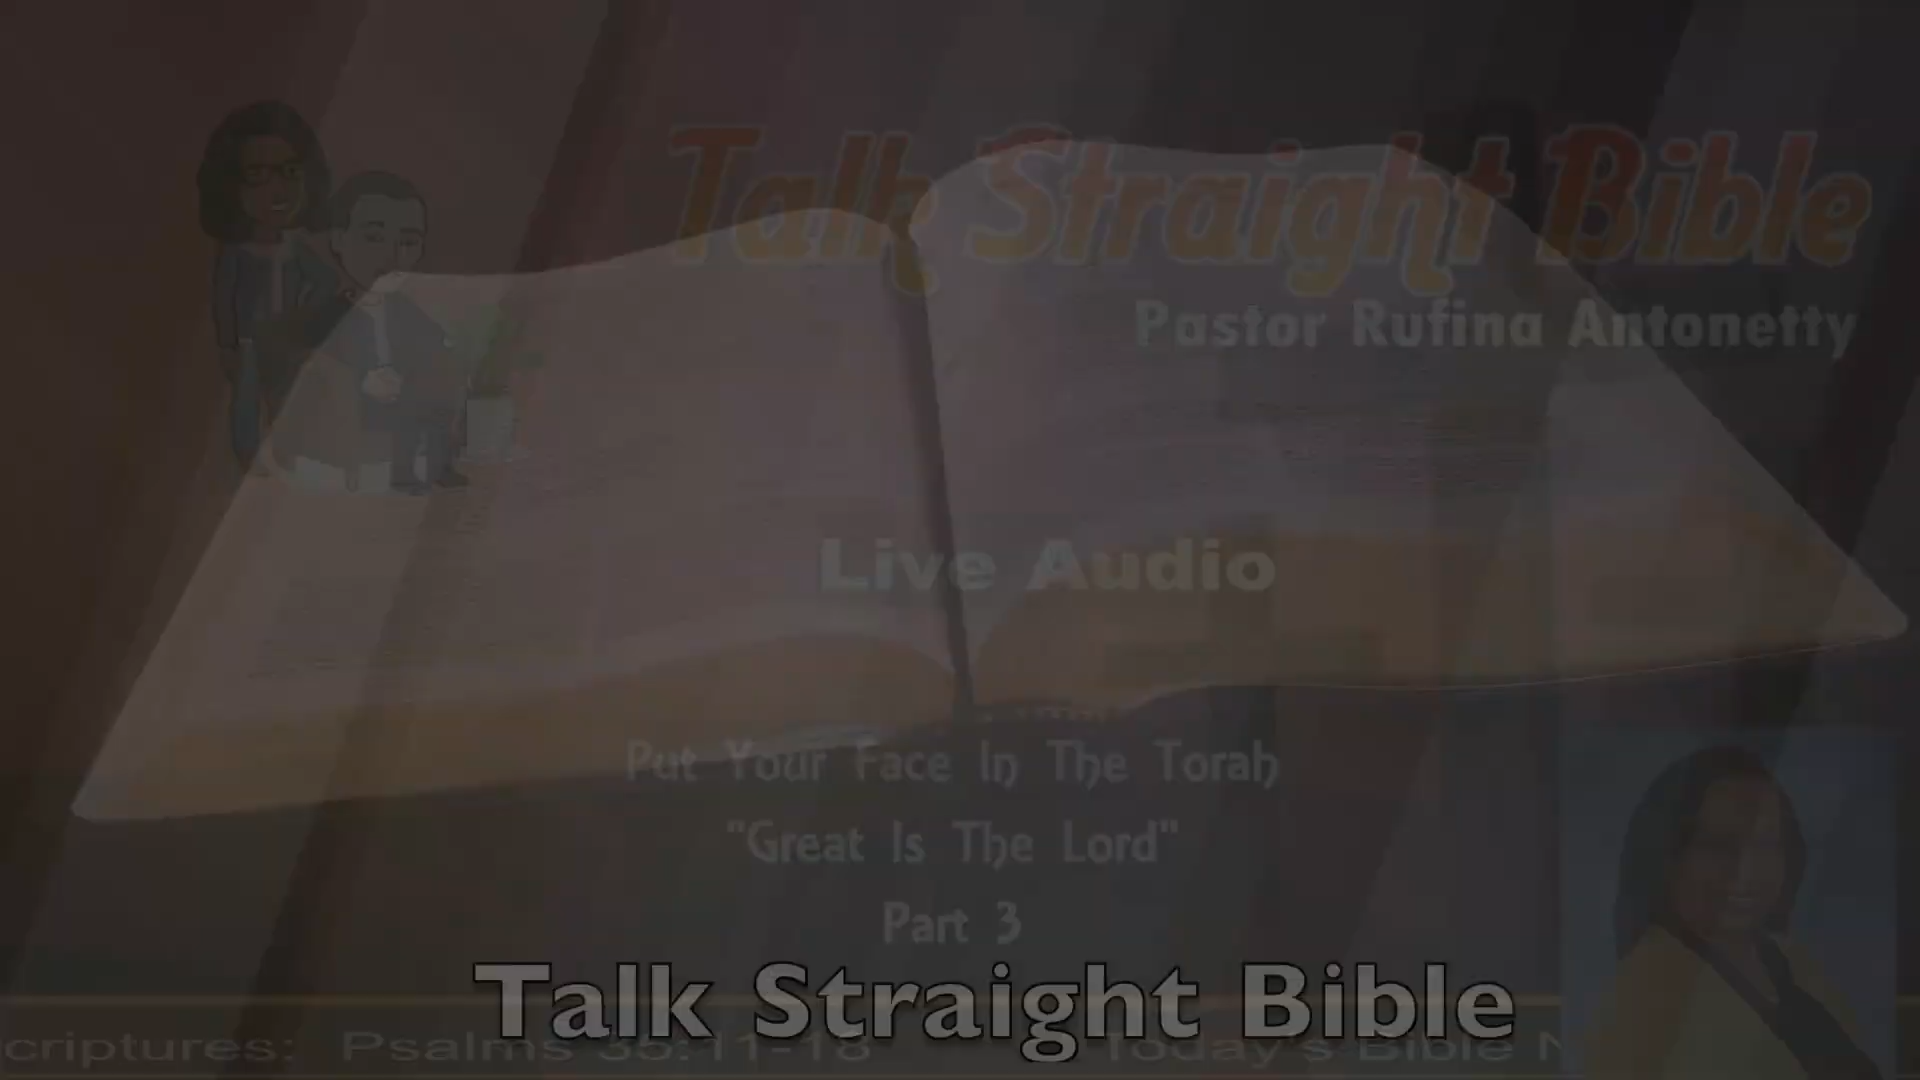 Talk Straight Bible
Pastor Rufina Antonetty
Live Audio
Put Your Face In The Torah
"Great Is The Lord"
Part 3
Talk Straight Bible
criptures: Psalms 35:11-18 Today's Bible N